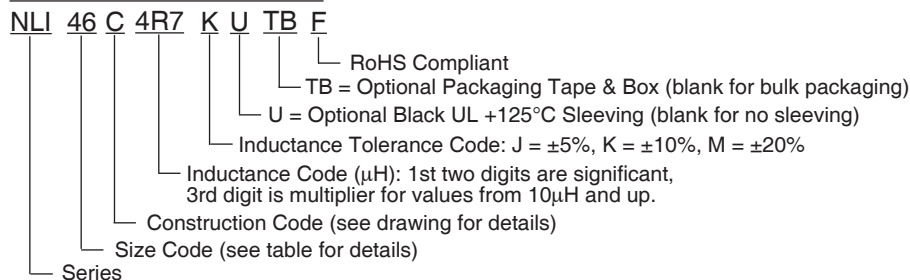 NLI 46 C 4R7 K U TB F
RoHS Compliant
TB = Optional Packaging Tape & Box (blank for bulk packaging)
U = Optional Black UL +125°C Sleeving (blank for no sleeving)
Inductance Tolerance Code: J = ±5%, K = ±10%, M = ±20%
Inductance Code (μH): 1st two digits are significant,
3rd digit is multiplier for values from 10μH and up.
Construction Code (see drawing for details)
Size Code (see table for details)
Series